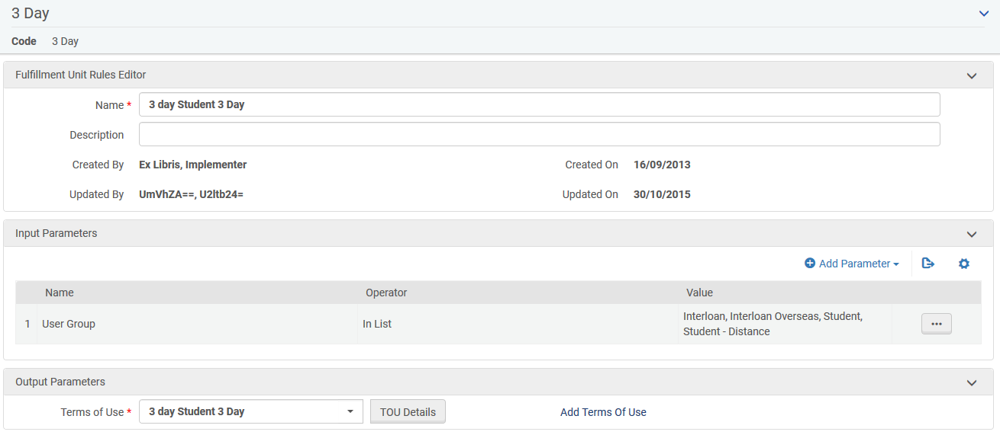 3 Day
Code 3 Day
Fulfillment Unit Rules Editor
Name * 3 day Student 3 Day
Description
Created By Ex Libris, Implementer Created On 16/09/2013
Updated By UmVhZA==, U2ltb24= Updated On 30/10/2015
Input Parameters
Add Parameter
Name Operator Value
1 User Group In List Interloan, Interloan Overseas, Student,
Student - Distance
Output Parameters
Terms of Use * 3 day Student 3 Day TOU Details Add Terms Of Use